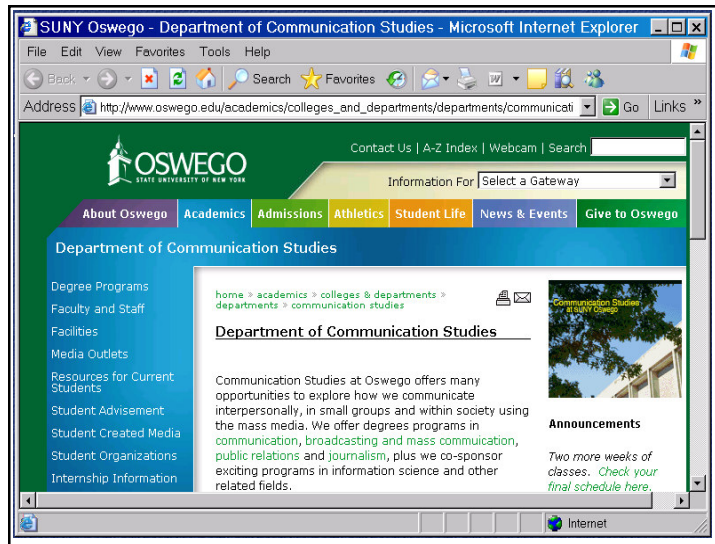 SUNY Oswego - Department of Communication Studies - Microsoft Internet Explorer
File Edit View Favorites Tools Help
Back Search Favorites
Address http://www.oswego.edu/academics/colleges_and_departments/departments/communicati Go Links »
Contact Us | A-Z Index | Webcam | Search
OSWEGO
STATE UNIVERSITY OF NEW YORK
Information For Select a Gateway
About Oswego Academics Admissions Athletics Student Life News & Events Give to Oswego
Department of Communication Studies
Degree Programs
Faculty and Staff
Facilities
Media Outlets
Resources for Current
Students
Student Advisement
Student Created Media
Student Organizations
Internship Information
home > academics > colleges & departments >
departments > communication studies
Department of Communication Studies
Communication Studies at Oswego offers many
opportunities to explore how we communicate
interpersonally, in small groups and within society using
the mass media. We offer degrees programs in
communication, broadcasting and mass commuication,
public relations and journalism, plus we co-sponsor
exciting programs in information science and other
related fields.
Communication Studies
at SUNY Oswego
Announcements
Two more weeks of
classes. Check your
final schedule here.
Internet